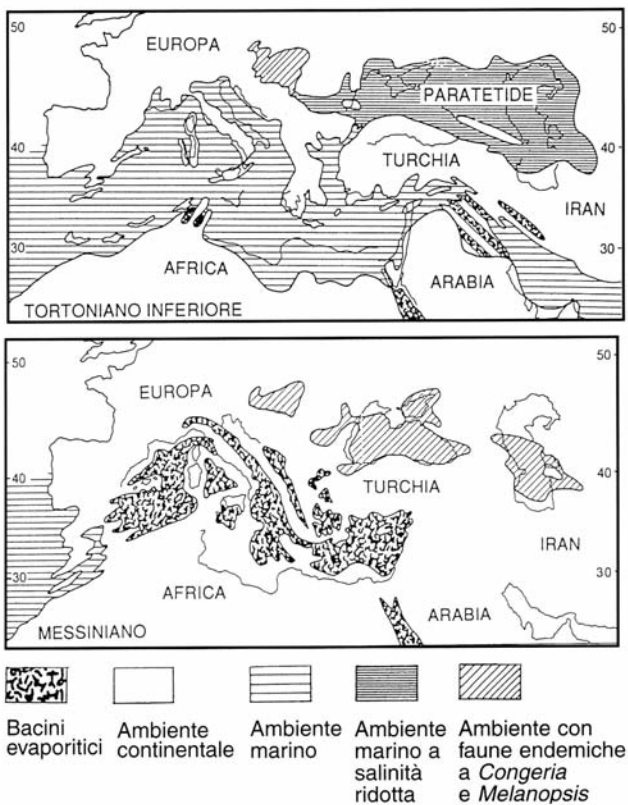 50
EUROPA
50
PARATETIDE
40
TURCHIA
40
IRAN
30
AFRICA
ARABIA
30
TORTONIANO INFERIORE
50
EUROPA
50
40
TURCHIA
40
IRAN
30
AFRICA
30
ARABIA
MESSINIANO
Bacini
evaporitici
Ambiente
continentale
Ambiente
marino
Ambiente
marino a
salinità
ridotta
Ambiente con
faune endemiche
a Congeria
e Melanopsis